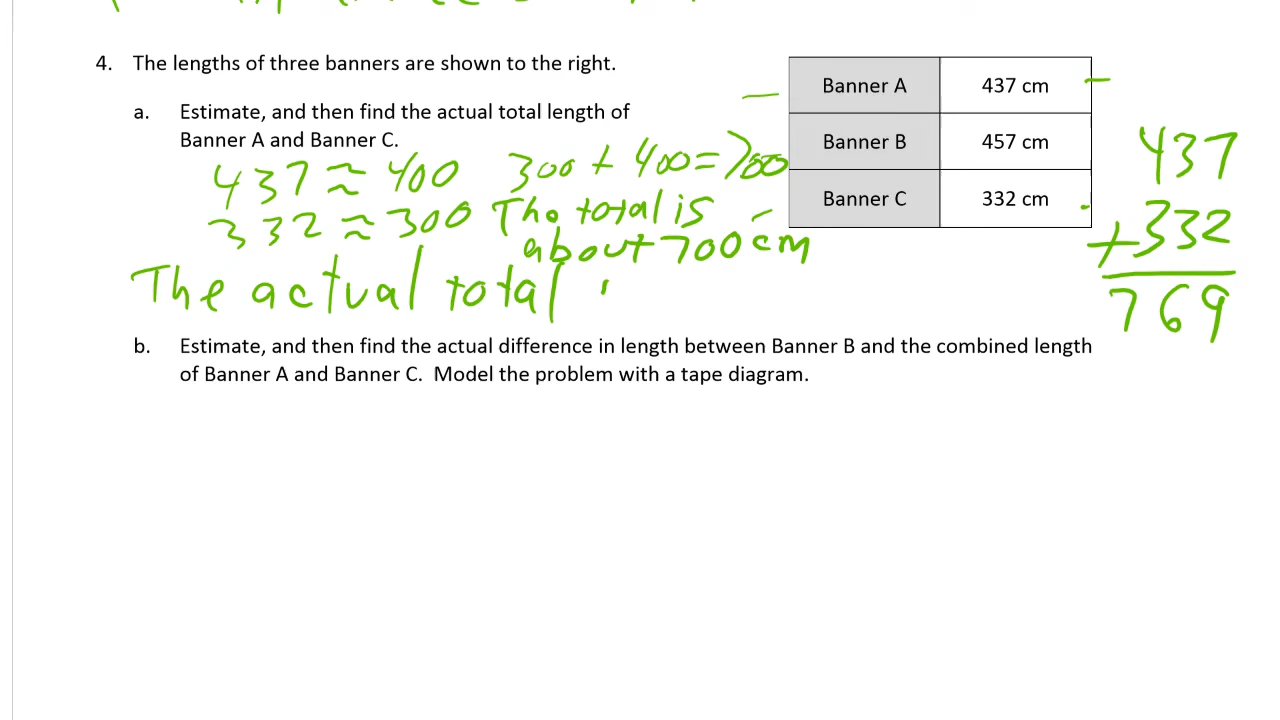 4. The lengths of three banners are shown to the right.
a. Estimate, and then find the actual total length of
Banner A and Banner C.
437 ≈ 400 300 + 400 = 700
332 ≈ 300 The total is
about 700 cm
The actual total
Banner A 437 cm
Banner B 457 cm
Banner C 332 cm
437
+332
769
b. Estimate, and then find the actual difference in length between Banner B and the combined length
of Banner A and Banner C. Model the problem with a tape diagram.